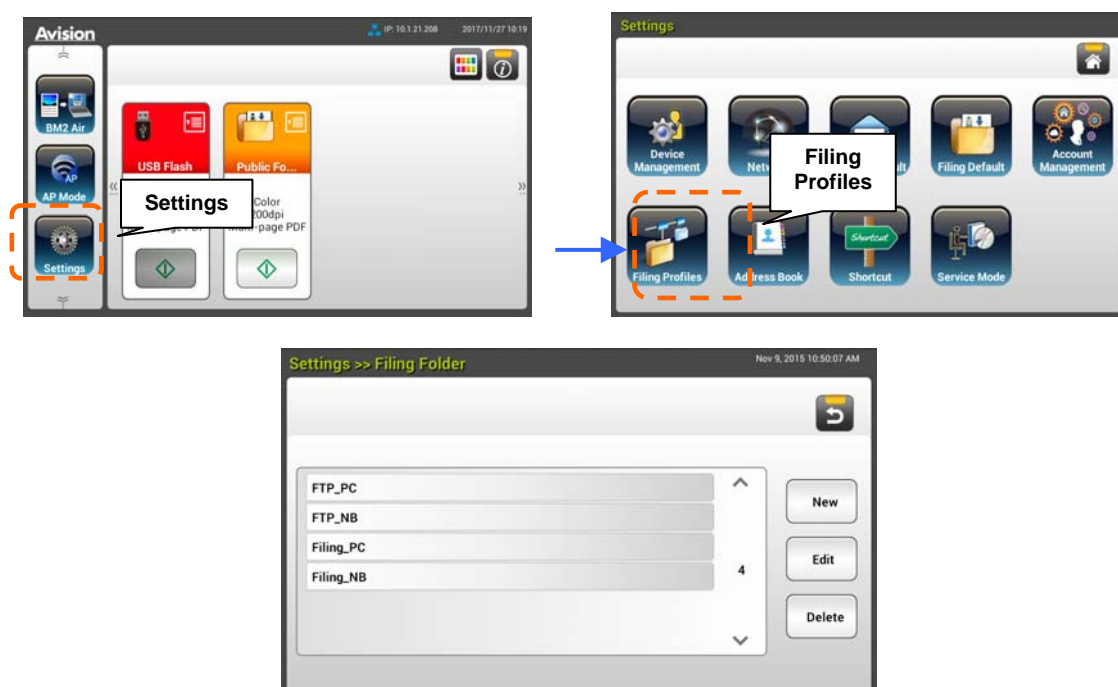 Avision
IP: 10.1.21.208 2017/11/27 10:19
BM2 Air
AP Mode
Settings
USB Flash
Public Fo...
Settings
Color
200dpi
Multi-page PDF
Settings
Device
Management
Filing
Profiles
Filing Default
Account
Management
Filing Profiles
Address Book
Shortcut
Shortcut
Service Mode
Settings >> Filing Folder
Nov 9, 2015 10:50:07 AM
FTP_PC
FTP_NB
Filing_PC
Filing_NB
4
New
Edit
Delete